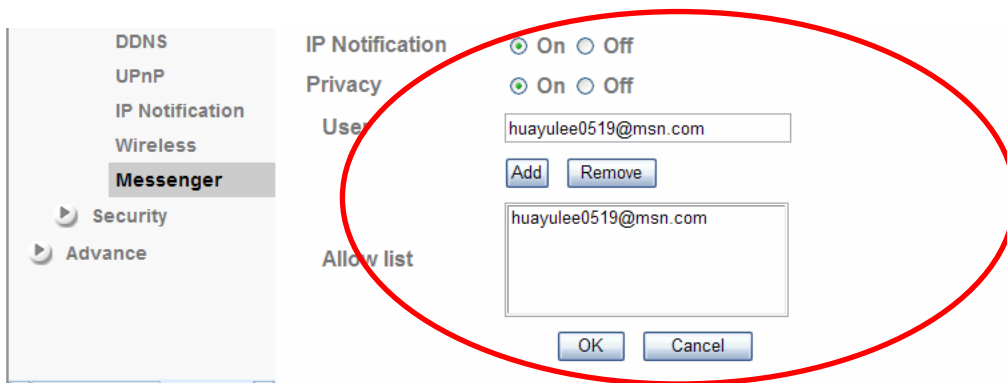 DDNS
UPnP
IP Notification
Wireless
Messenger
Security
Advance
IP Notification On Off
Privacy On Off
User huayulee0519@msn.com
Add Remove
Allow list huayulee0519@msn.com
OK Cancel